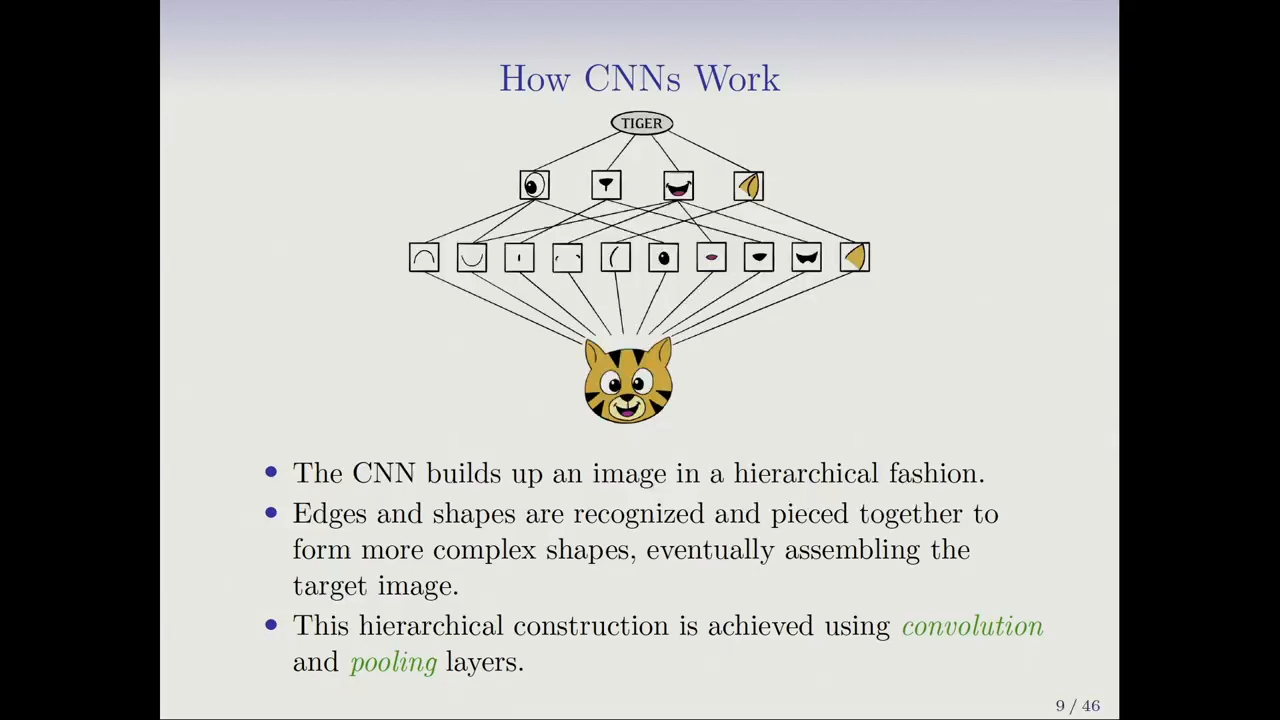 How CNNs Work
TIGER
• The CNN builds up an image in a hierarchical fashion.
• Edges and shapes are recognized and pieced together to
form more complex shapes, eventually assembling the
target image.
• This hierarchical construction is achieved using convolution
and pooling layers.
9 / 46